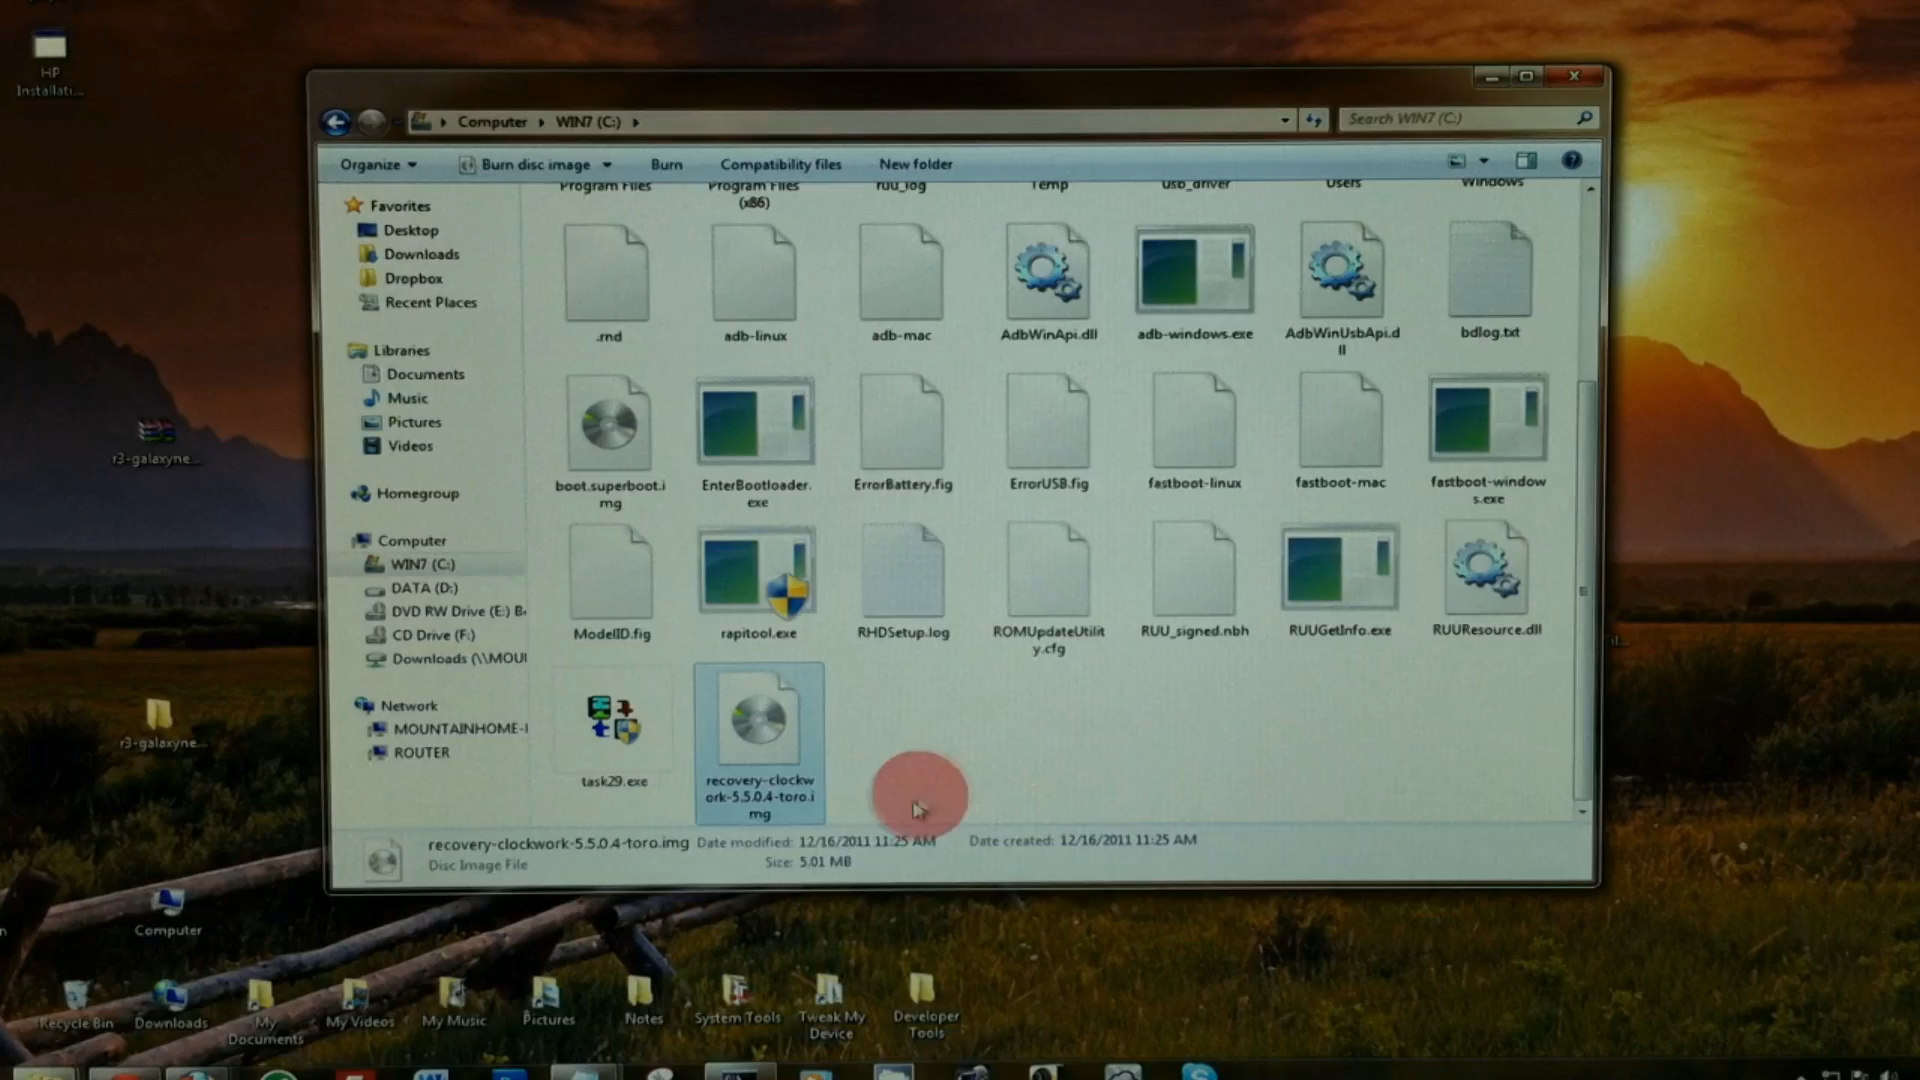 HP
Installati...
Computer
WIN7 (C:)
Search WIN7 (C:)
Organize
Burn disc image
Burn
Compatibility files
New folder
Program Files
Program Files
(x86)
ruu_log
Temp
usb_driver
Users
Windows
Favorites
Desktop
Downloads
Dropbox
Recent Places
Libraries
Documents
Music
Pictures
Videos
Homegroup
Computer
WIN7 (C:)
DATA (D:)
DVD RW Drive (E:)
CD Drive (F:)
Downloads (\\MOUI
Network
MOUNTAINHOME-
ROUTER
.rnd
adb-linux
adb-mac
AdbWinApi.dll
adb-windows.exe
AdbWinUsbApi.d
ll
bdlog.txt
boot.superboot.i
mg
EnterBootloader.
exe
ErrorBattery.fig
ErrorUSB.fig
fastboot-linux
fastboot-mac
fastboot-window
s.exe
ModelID.fig
rapitool.exe
RHDSetup.log
ROMUpdateUtilit
y.cfg
RUU_signed.nbh
RUUGetInfo.exe
RUUResource.dll
task29.exe
recovery-clockw
ork-5.5.0.4-toro.i
mg
recovery-clockwork-5.5.0.4-toro.img Date modified: 12/16/2011 11:25 AM Date created: 12/16/2011 11:25 AM
Disc Image File Size: 5.01 MB
r3-galaxyne...
r3-galaxyne...
Computer
Recycle Bin
Downloads
My
Documents
My Videos
My Music
Pictures
Notes
System Tools
Tweak My
Device
Developer
Tools